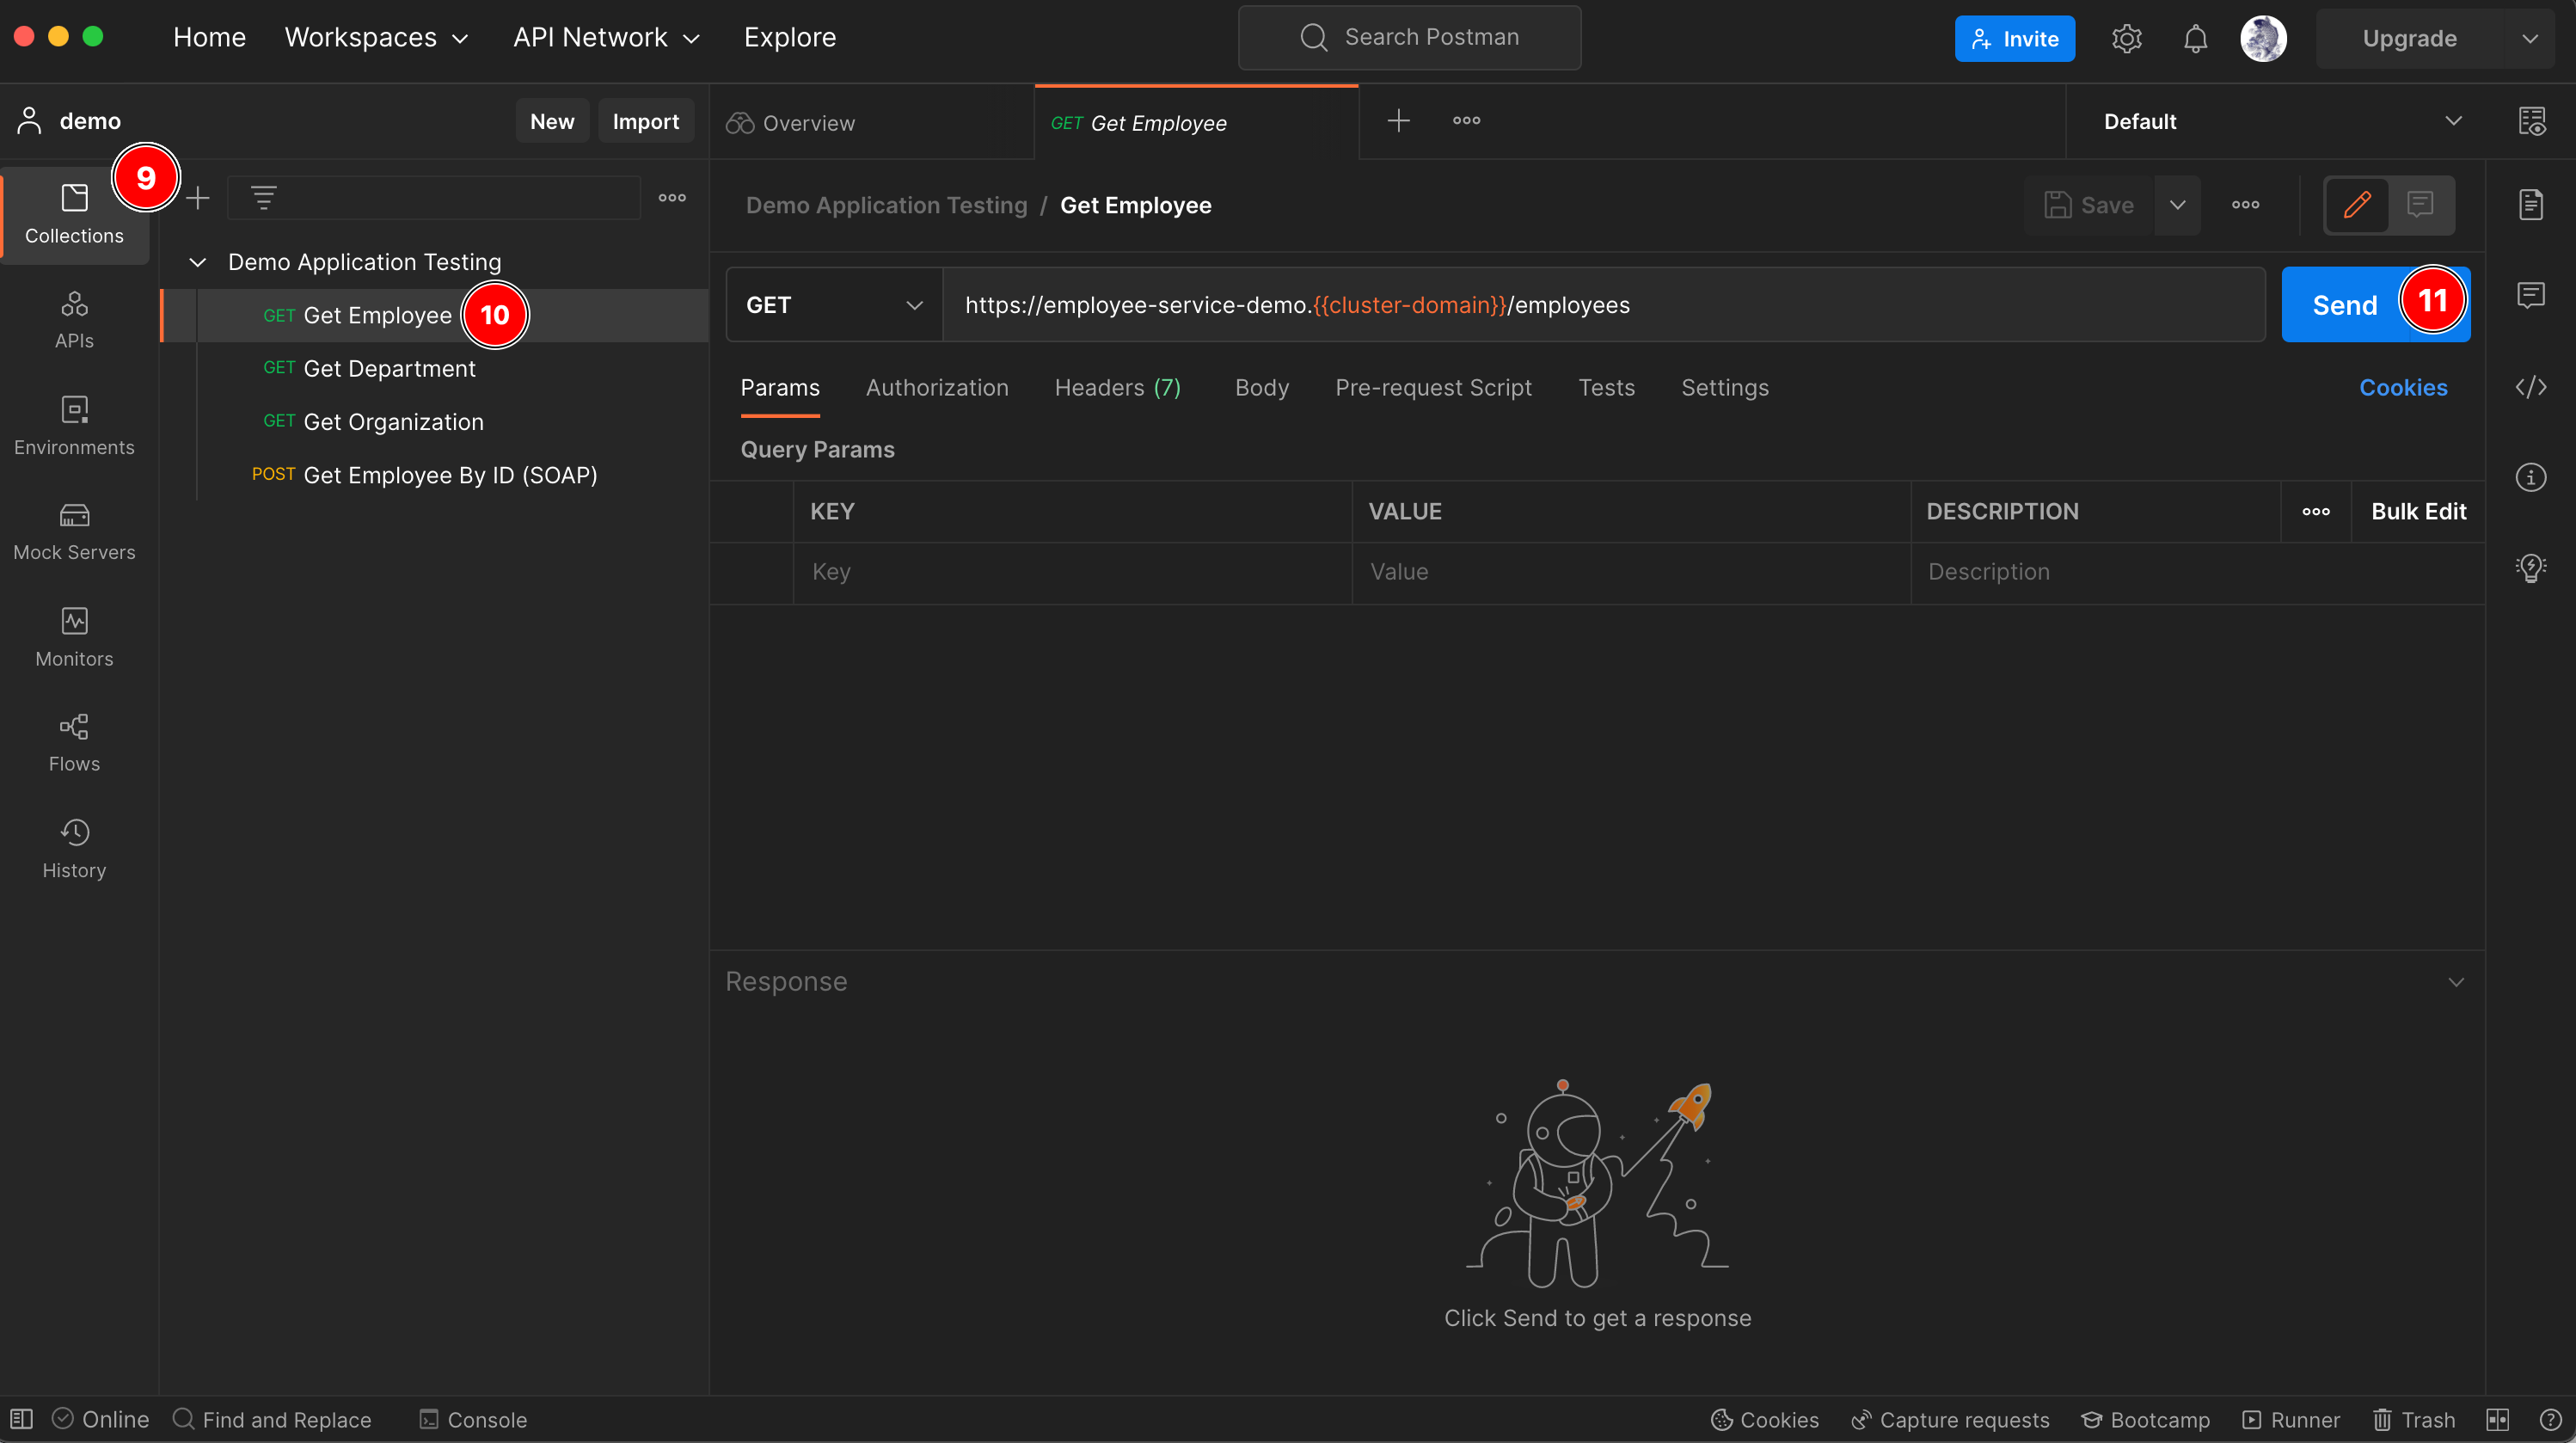 Home Workspaces API Network Explore Search Postman Invite Upgrade
demo New Import
Overview GET Get Employee Default
9
Collections
APIs
Environments
Mock Servers
Monitors
Flows
History
Demo Application Testing
GET Get Employee 10
GET Get Department
GET Get Organization
POST Get Employee By ID (SOAP)
Demo Application Testing / Get Employee Save
GET https://employee-service-demo.{{cluster-domain}}/employees Send 11
Params Authorization Headers (7) Body Pre-request Script Tests Settings Cookies
Query Params
KEY VALUE DESCRIPTION Bulk Edit
Key Value Description
Response
Click Send to get a response
Online Find and Replace Console Cookies Capture requests Bootcamp Runner Trash